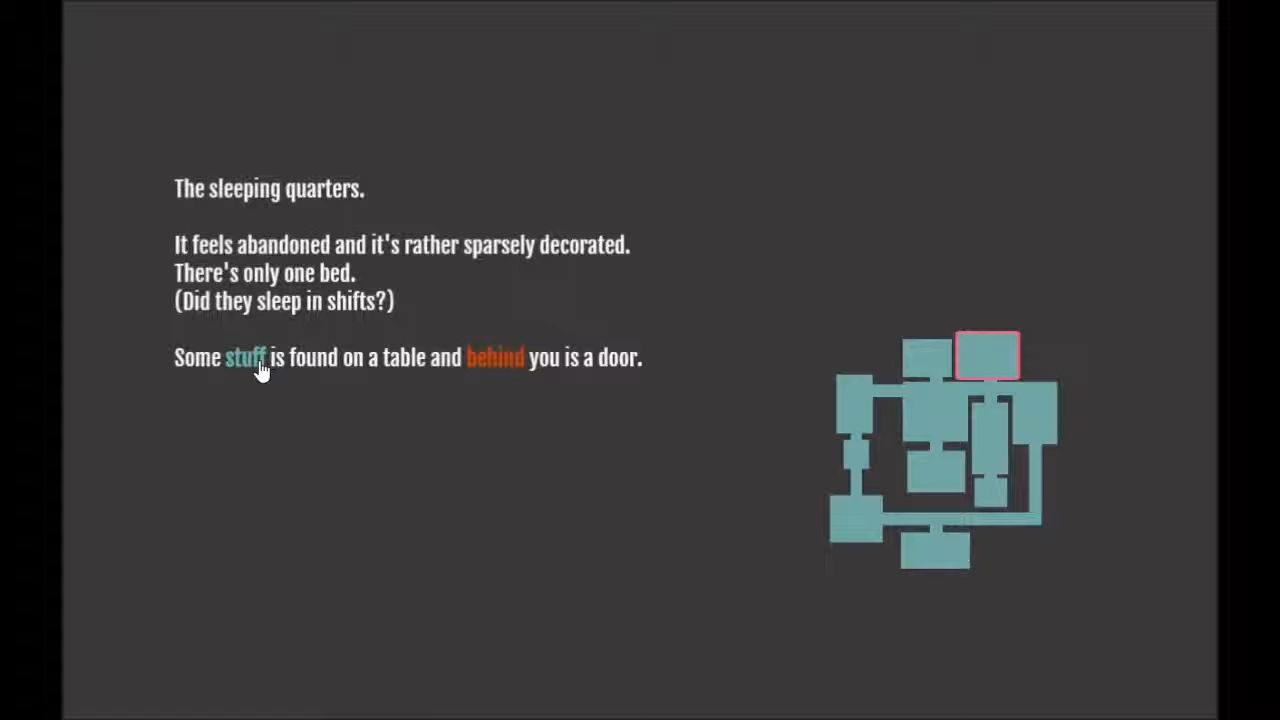 The sleeping quarters.
It feels abandoned and it's rather sparsely decorated.
There's only one bed.
(Did they sleep in shifts?)
Some stuff is found on a table and behind you is a door.